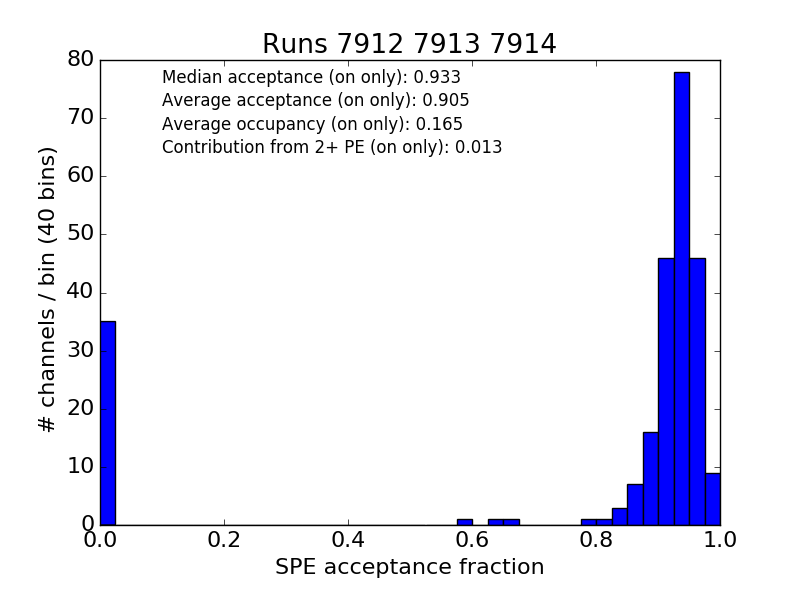 Runs 7912 7913 7914
Median acceptance (on only): 0.933
Average acceptance (on only): 0.905
Average occupancy (on only): 0.165
Contribution from 2+ PE (on only): 0.013
# channels / bin (40 bins)
80
70
60
50
40
30
20
10
0
0.0 0.2 0.4 0.6 0.8 1.0
SPE acceptance fraction